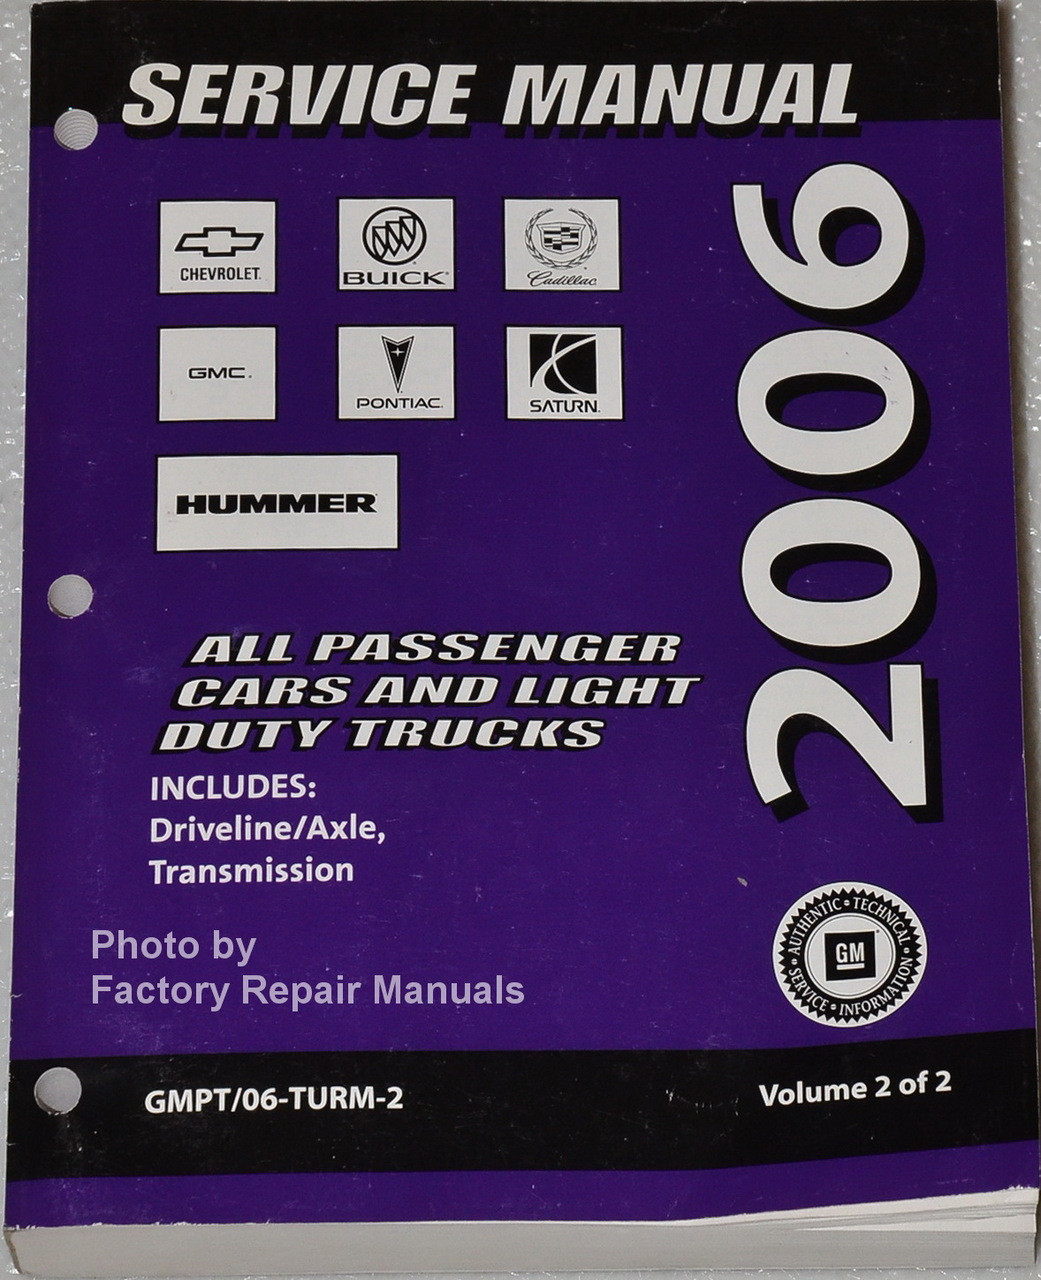 SERVICE MANUAL
2006
CHEVROLET
BUICK
Cadillac
GMC
PONTIAC
SATURN
HUMMER
ALL PASSENGER
CARS AND LIGHT
DUTY TRUCKS
INCLUDES:
Driveline/Axle,
Transmission
AUTHENTIC • TECHNICAL • SERVICE • INFORMATION •
GM
Photo by
Factory Repair Manuals
GMPT/06-TURM-2
Volume 2 of 2